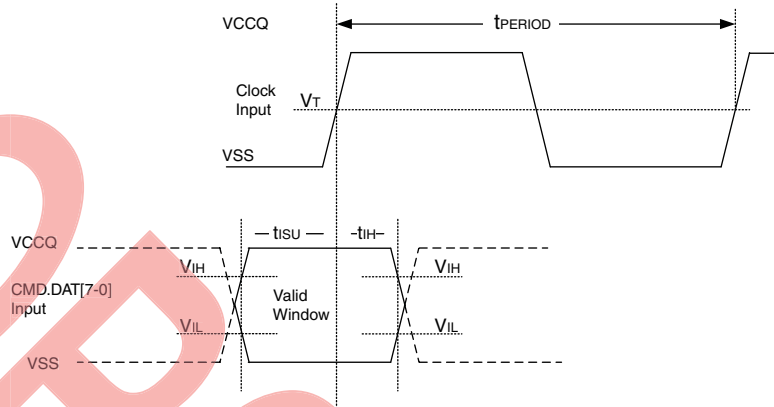 VCCQ
tPERIOD
Clock
Input
VT
VSS
tISU
tIH
VCCQ
VIH
VIH
CMD.DAT[7-0]
Input
Valid
Window
VIL
VIL
VSS